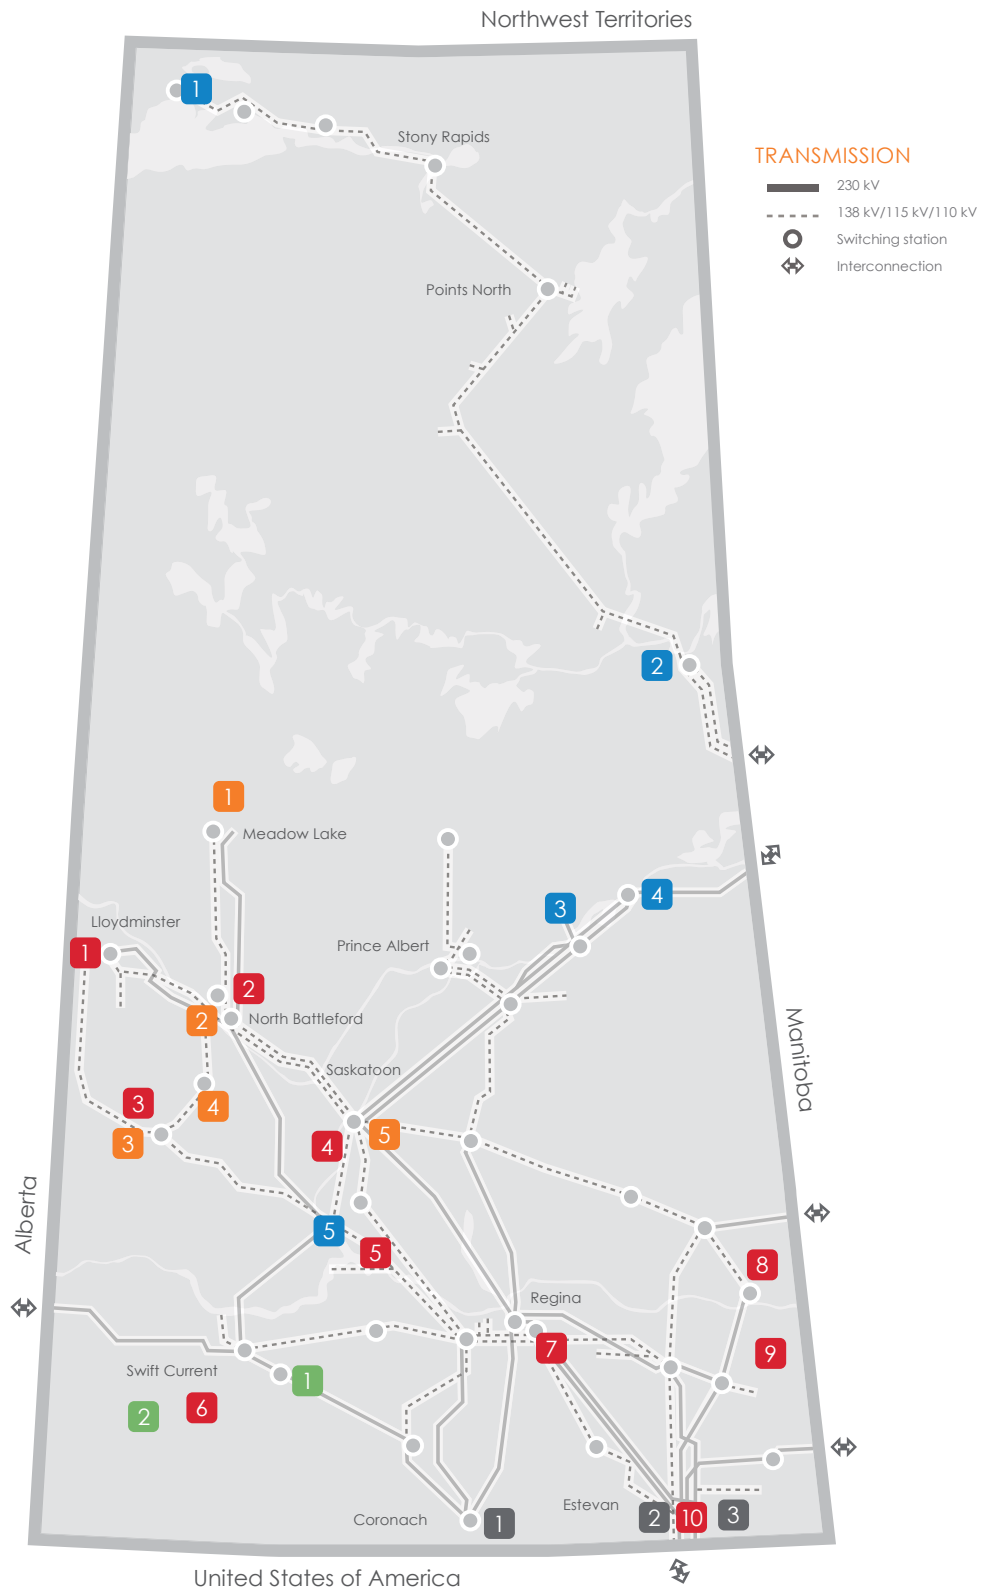 Northwest Territories
1
Stony Rapids
TRANSMISSION
230 kV
138 kV/115 kV/110 kV
Switching station
Interconnection
Points North
2
1
Meadow Lake
3
4
Lloydminster
Prince Albert
1
2
2
North Battleford
Manitoba
Saskatoon
3
4
3
5
4
Alberta
5
5
8
Regina
7
9
Swift Current
1
2
6
Estevan
Coronach
1
2
10
3
United States of America